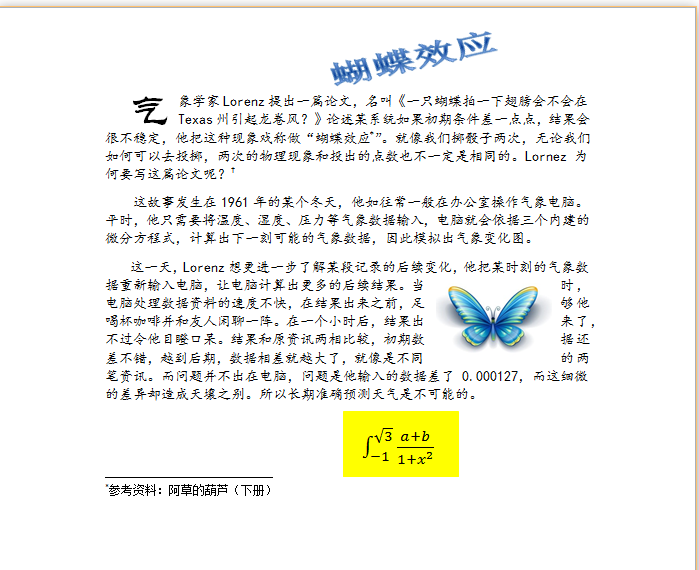 蝴蝶效应
气象学家Lorenz提出一篇论文，名叫《一只蝴蝶拍一下翅膀会不会在
Texas州引起龙卷风？》论述某系统如果初期条件差一点点，结果会
很不稳定，他把这种现象戏称做“蝴蝶效应*”。就像我们掷骰子两次，无论我们
如何可以去投掷，两次的物理现象和投出的点数也不一定是相同的。Lornez 为
何要写这篇论文呢？†
这故事发生在 1961 年的某个冬天，他如往常一般在办公室操作气象电脑。
平时，他只需要将温度、湿度、压力等气象数据输入，电脑就会依据三个内建的
微分方程式，计算出下一刻可能的气象数据，因此模拟出气象变化图。
这一天，Lorenz 想更进一步了解某段记录的后续变化，他把某时刻的气象数
据重新输入电脑，让电脑计算出更多的后续结果。当时，
电脑处理数据资料的速度不快，在结果出来之前，足够他
喝杯咖啡并和友人闲聊一阵。在一个小时后，结果出来了，
不过令他目瞪口呆。结果和原资讯两相比较，初期数据还
差不错，越到后期，数据相差就越大了，就像是不同的两
笔资讯。而问题并不出在电脑，问题是他输入的数据差了 0.000127，而这细微
的差异却造成天壤之别。所以长期准确预测天气是不可能的。
∫_{-1}^{√3} (a+b)/(1+x²)
*参考资料：阿草的葫芦（下册）